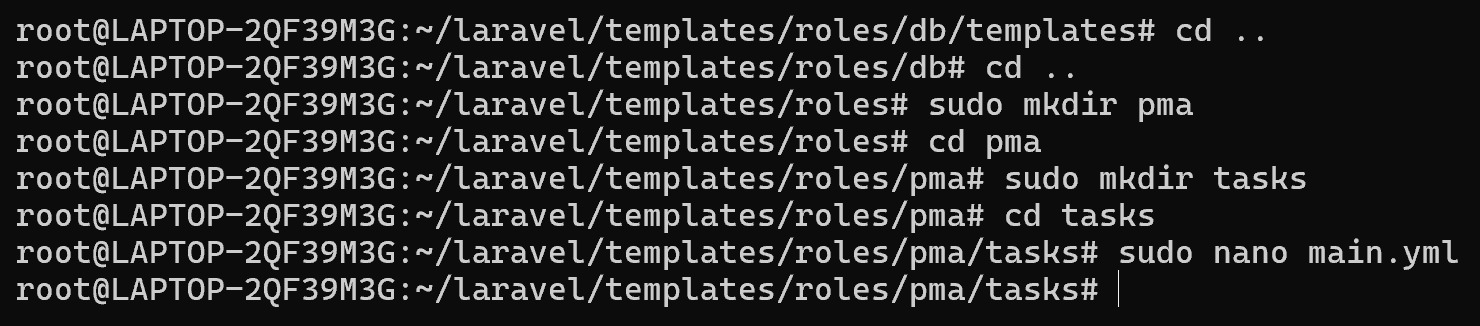 root@LAPTOP-2QF39M3G:~/laravel/templates/roles/db/templates# cd ..
root@LAPTOP-2QF39M3G:~/laravel/templates/roles/db# cd ..
root@LAPTOP-2QF39M3G:~/laravel/templates/roles# sudo mkdir pma
root@LAPTOP-2QF39M3G:~/laravel/templates/roles# cd pma
root@LAPTOP-2QF39M3G:~/laravel/templates/roles/pma# sudo mkdir tasks
root@LAPTOP-2QF39M3G:~/laravel/templates/roles/pma# cd tasks
root@LAPTOP-2QF39M3G:~/laravel/templates/roles/pma/tasks# sudo nano main.yml
root@LAPTOP-2QF39M3G:~/laravel/templates/roles/pma/tasks#